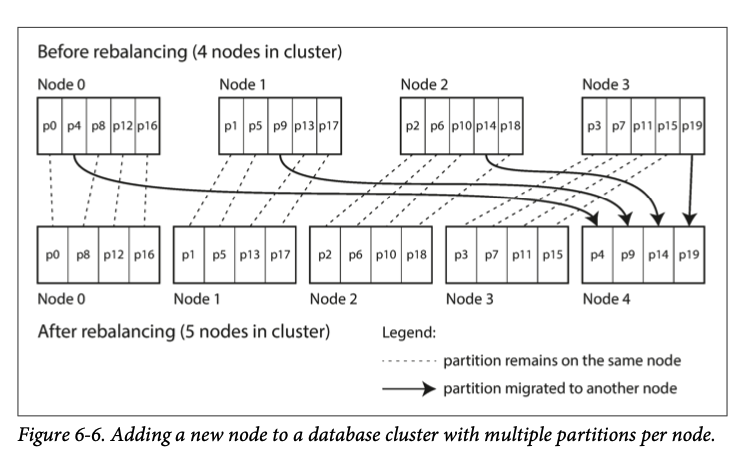 Before rebalancing (4 nodes in cluster)
Node 0 Node 1 Node 2 Node 3
p0 p4 p8 p12 p16 p1 p5 p9 p13 p17 p2 p6 p10 p14 p18 p3 p7 p11 p15 p19
p0 p8 p12 p16 p1 p5 p13 p17 p2 p6 p10 p18 p3 p7 p11 p15 p4 p9 p14 p19
Node 0 Node 1 Node 2 Node 3 Node 4
After rebalancing (5 nodes in cluster)
Legend:
partition remains on the same node
partition migrated to another node
Figure 6-6. Adding a new node to a database cluster with multiple partitions per node.